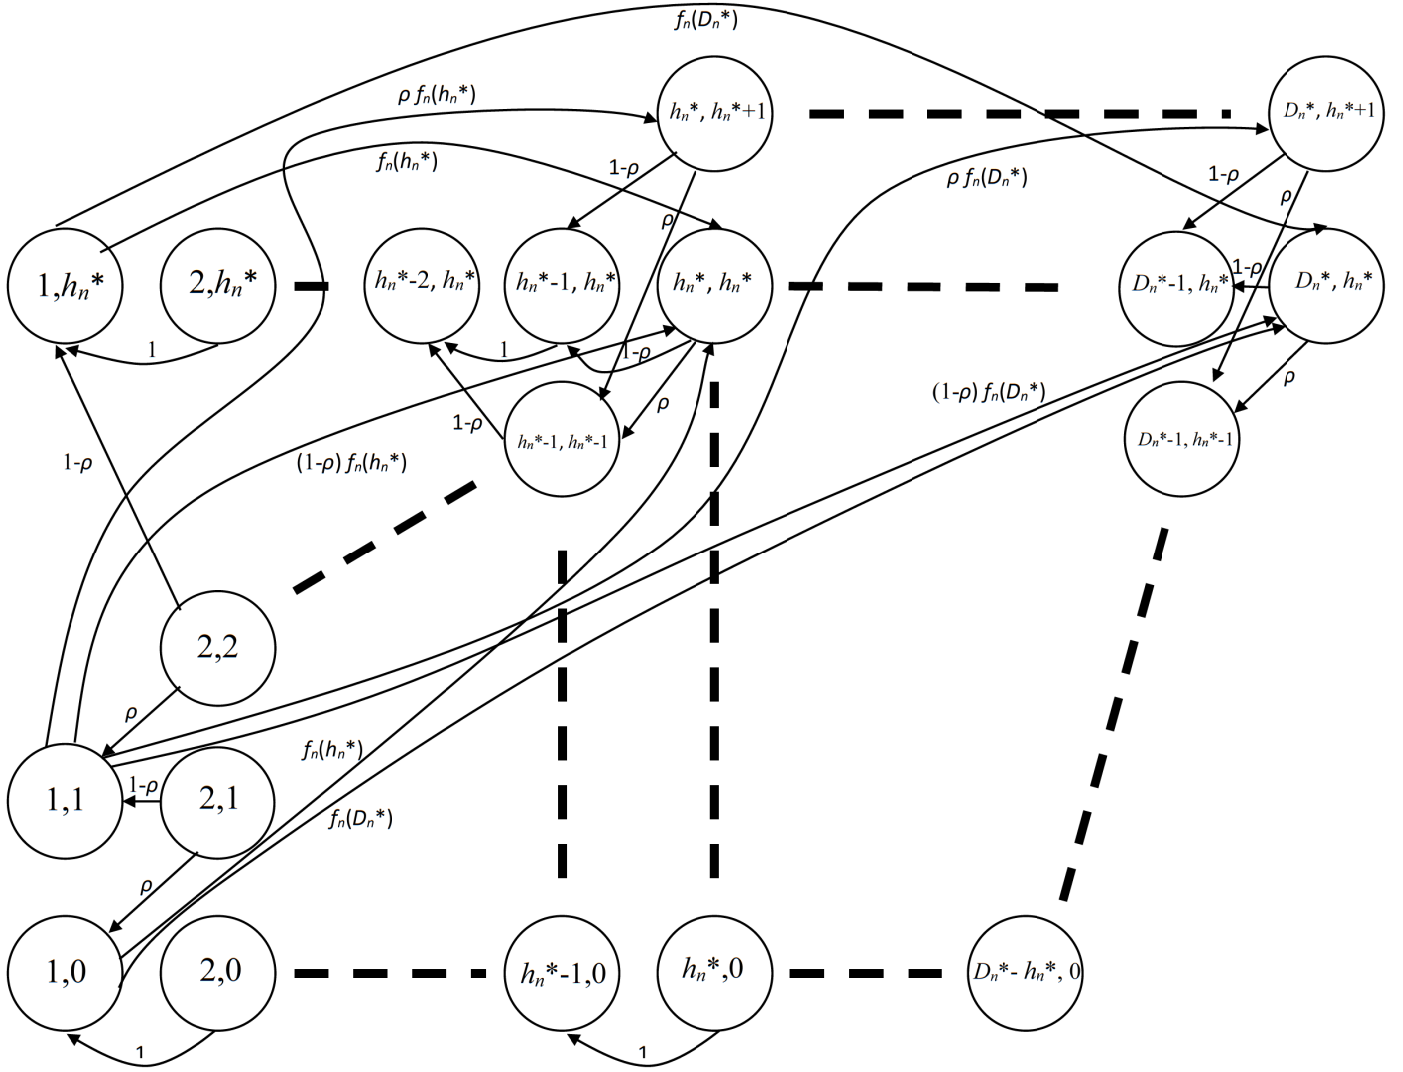 fn(Dn*)
ρ fn(hn*)
hn*, hn*+1
Dn*, hn*+1
fn(hn*)
1-ρ
ρ fn(Dn*)
1-ρ
ρ
ρ
1,hn*
2,hn*
hn*-2, hn*
hn*-1, hn*
hn*, hn*
Dn*-1, hn*
1-ρ
Dn*, hn*
1
1
1-ρ
ρ
ρ
(1-ρ) fn(Dn*)
1-ρ
hn*-1, hn*-1
Dn*-1, hn*-1
1-ρ
(1-ρ) fn(hn*)
2,2
ρ
fn(hn*)
1,1
1-ρ
2,1
fn(Dn*)
ρ
1,0
2,0
hn*-1,0
hn*,0
Dn*- hn*, 0
1
1